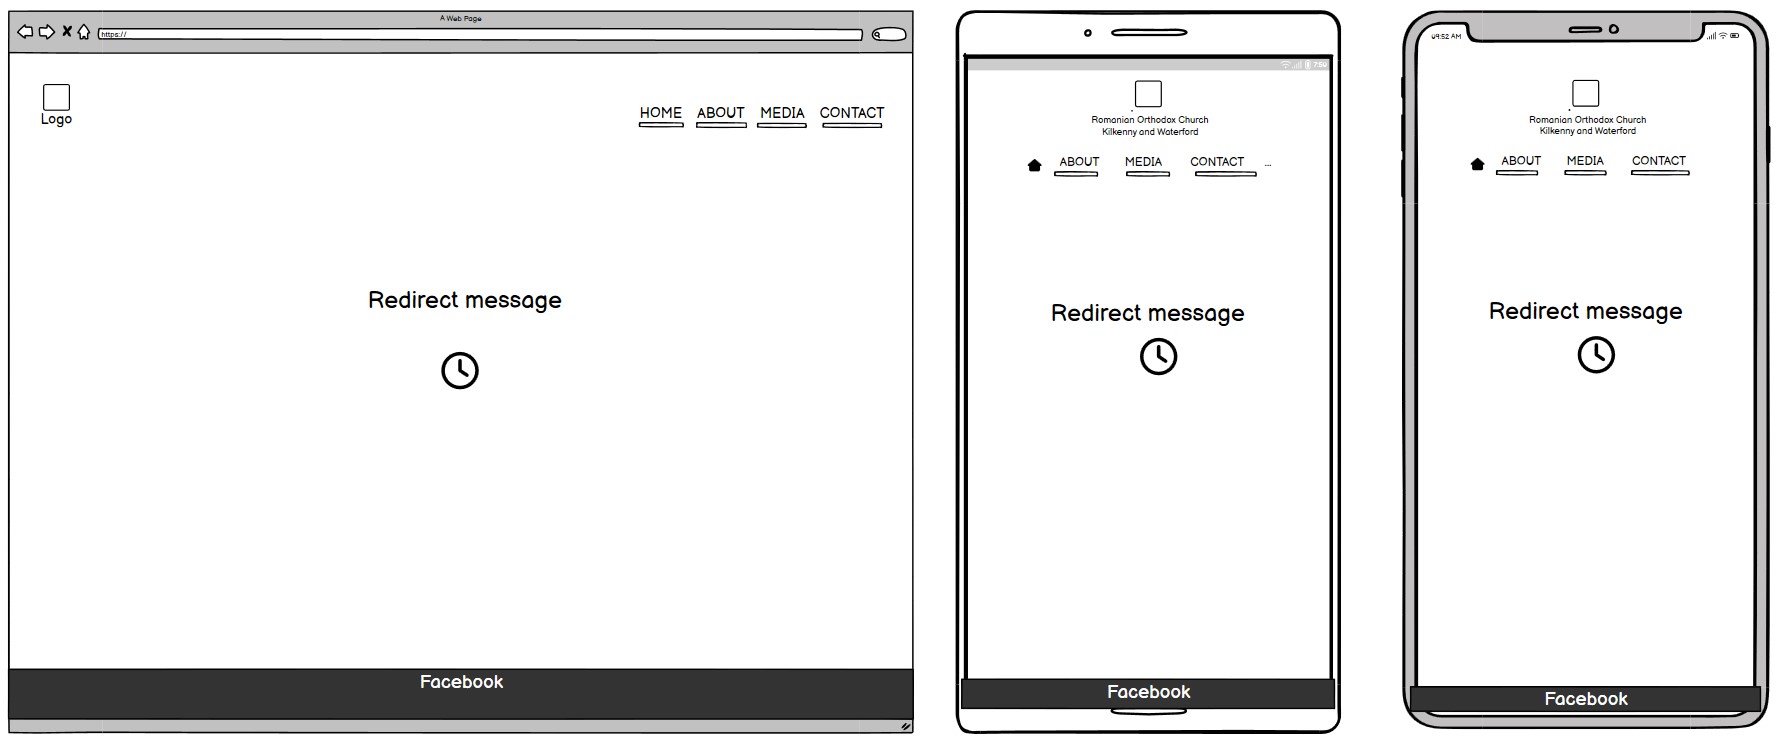 A Web Page
https://
Logo
HOME ABOUT MEDIA CONTACT
Redirect message
Facebook
7:50
Romanian Orthodox Church
Kilkenny and Waterford
ABOUT MEDIA CONTACT ...
Redirect message
Facebook
09:52 AM
Romanian Orthodox Church
Kilkenny and Waterford
ABOUT MEDIA CONTACT
Redirect message
Facebook